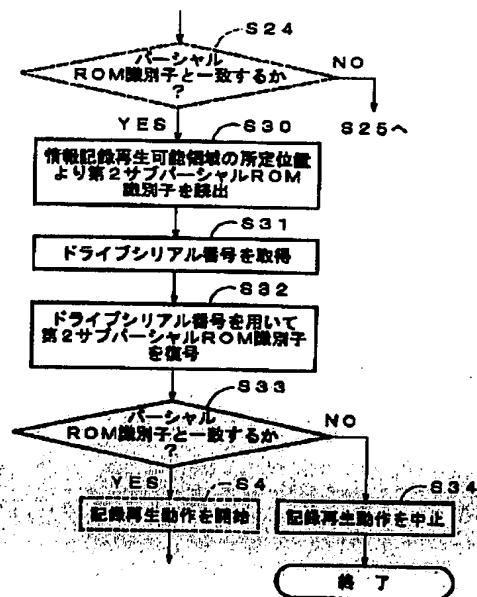 S24
パーシャル
ROM識別子と一致するか
?
NO
YES
S25へ
S30
情報記録再生可能領域の所定位置
より第2サブパーシャルROM
識別子を読出
S31
ドライブシリアル番号を取得
S32
ドライブシリアル番号を用いて
第2サブパーシャルROM識別子
を復号
S33
パーシャル
ROM識別子と一致するか
?
NO
YES
S4
記録再生動作を開始
S34
記録再生動作を中止
終了